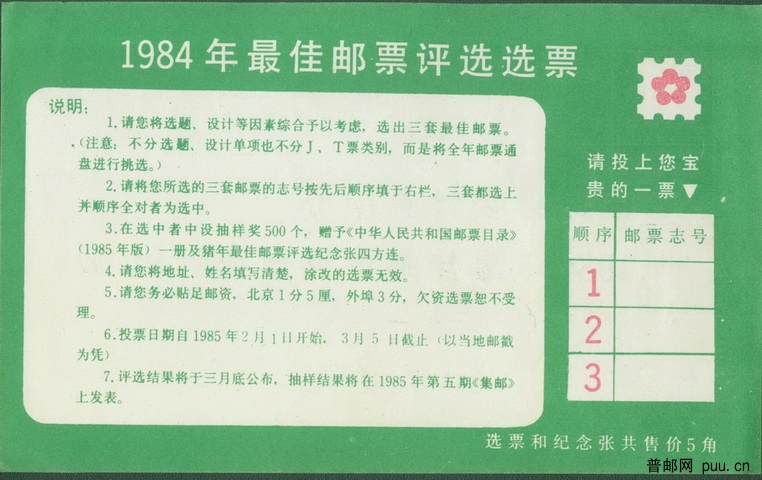 1984年最佳邮票评选选票
说明：
1.请您将选题、设计等因素综合予以考虑，选出三套最佳邮票。
（注意：不分选题、设计单项也不分J、T票类别，而是将全年邮票通
盘进行挑选。）
2.请将您所选的三套邮票的志号按先后顺序填于右栏，三套都选上
并顺序全对者为选中。
3.在选中者中设抽样奖500个，赠予《中华人民共和国邮票目录》
（1985年版）一册及猪年最佳邮票评选纪念张四方连。
4.请您将地址、姓名填写清楚，涂改的选票无效。
5.请您务必贴足邮资，北京1分5厘，外埠3分，欠资选票恕不受
理。
6.投票日期自1985年2月1日开始，3月5日截止（以当地邮戳
为凭）
7.评选结果将于三月底公布，抽样结果将在1985年第五期《集邮》
上发表。
请投上您宝
贵的一票▼
顺序 邮票志号
1
2
3
选票和纪念张共售价5角
普邮网 puu.cn